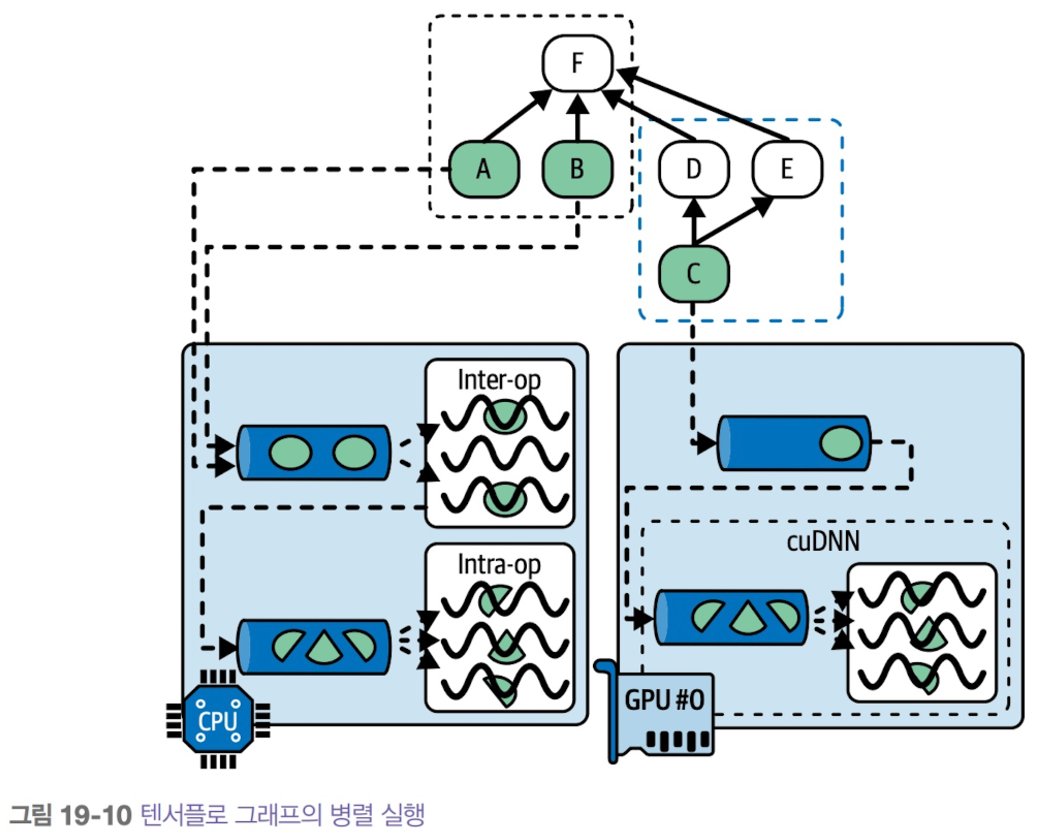 F
A
B
D
E
C
Inter-op
Intra-op
cuDNN
CPU
GPU #0
그림 19-10 텐서플로 그래프의 병렬 실행